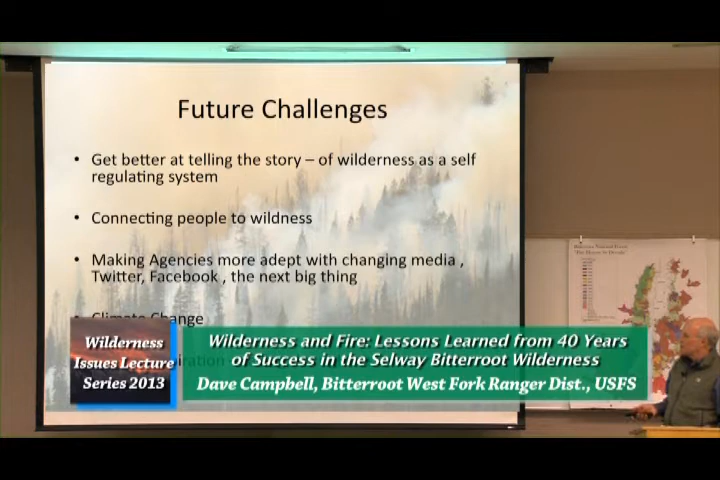 Future Challenges
• Get better at telling the story – of wilderness as a self
regulating system
• Connecting people to wildness
• Making Agencies more adept with changing media ,
Twitter, Facebook , the next big thing
• Climate Change
Wilderness
Issues Lecture
Series 2013
Wilderness and Fire: Lessons Learned from 40 Years
of Success in the Selway Bitterroot Wilderness
Dave Campbell, Bitterroot West Fork Ranger Dist., USFS